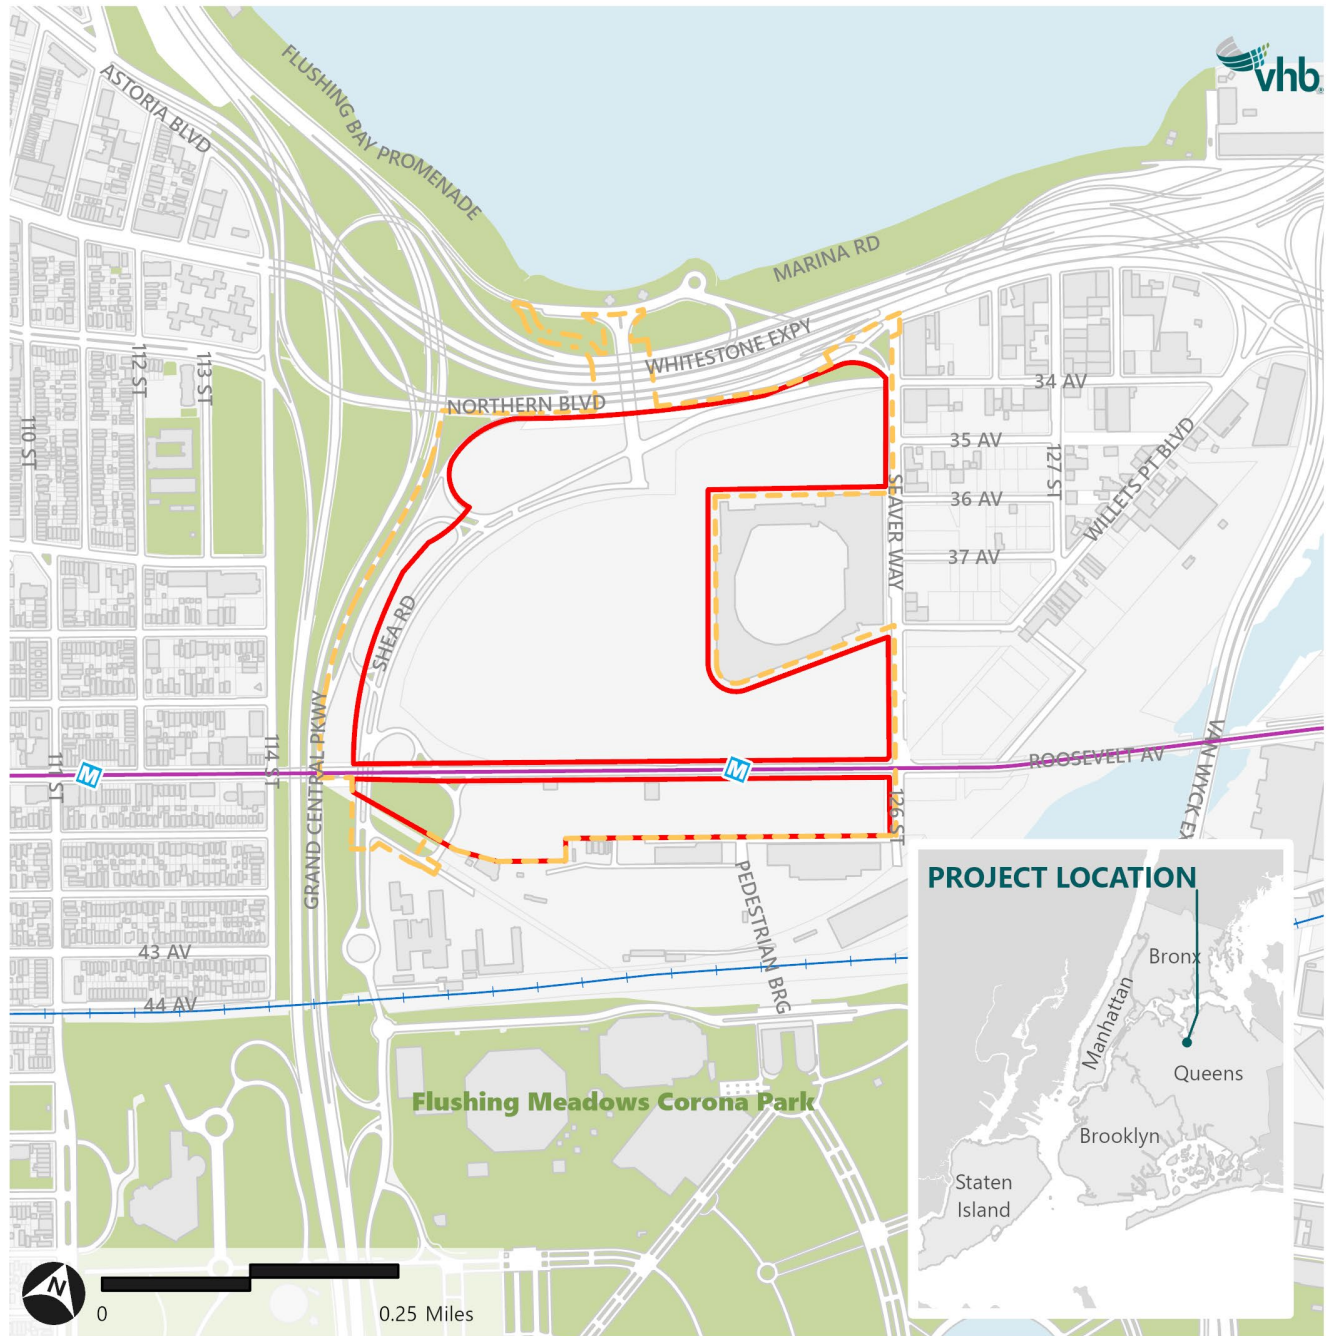 vhb
FLUSHING BAY PROMENADE
ASTORIA BLVD
MARINA RD
WHITESTONE EXPY
NORTHERN BLVD
112 ST
113 ST
110 ST
34 AV
35 AV
127 ST
WILLETS PT BLVD
SEAVER WAY
36 AV
37 AV
SHEA RD
GRAND CENTRAL PKWY
114 ST
111 ST
M
M
ROOSEVELT AV
VAN WYCK EX
126 ST
PEDESTRIAN BRG
43 AV
44 AV
Flushing Meadows Corona Park
PROJECT LOCATION
Bronx
Manhattan
Queens
Brooklyn
Staten
Island
N
0
0.25 Miles